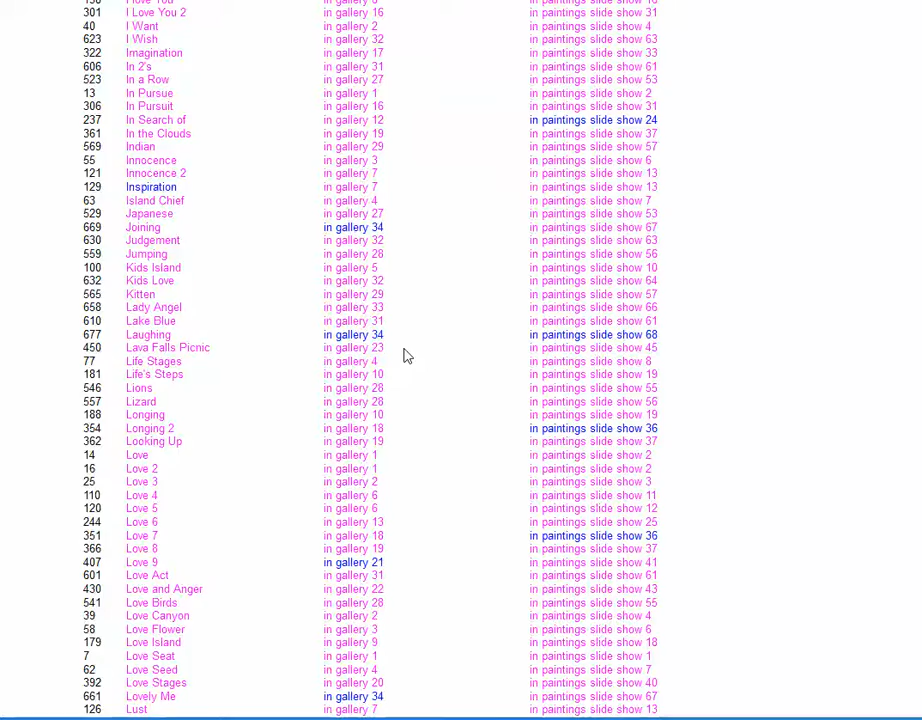 301 I Love You 2 in gallery 16 in paintings slide show 31
40 I Want in gallery 2 in paintings slide show 4
623 I Wish in gallery 32 in paintings slide show 63
322 Imagination in gallery 17 in paintings slide show 33
606 In 2's in gallery 31 in paintings slide show 61
523 In a Row in gallery 27 in paintings slide show 53
13 In Pursue in gallery 1 in paintings slide show 2
306 In Pursuit in gallery 16 in paintings slide show 31
237 In Search of in gallery 12 in paintings slide show 24
361 In the Clouds in gallery 19 in paintings slide show 37
569 Indian in gallery 29 in paintings slide show 57
55 Innocence in gallery 3 in paintings slide show 6
121 Innocence 2 in gallery 7 in paintings slide show 13
129 Inspiration in gallery 7 in paintings slide show 13
63 Island Chief in gallery 4 in paintings slide show 7
529 Japanese in gallery 27 in paintings slide show 53
669 Joining in gallery 34 in paintings slide show 67
630 Judgement in gallery 32 in paintings slide show 63
559 Jumping in gallery 28 in paintings slide show 56
100 Kids Island in gallery 5 in paintings slide show 10
632 Kids Love in gallery 32 in paintings slide show 64
565 Kitten in gallery 29 in paintings slide show 57
658 Lady Angel in gallery 33 in paintings slide show 66
610 Lake Blue in gallery 31 in paintings slide show 61
677 Laughing in gallery 34 in paintings slide show 68
450 Lava Falls Picnic in gallery 23 in paintings slide show 45
77 Life Stages in gallery 4 in paintings slide show 8
181 Life's Steps in gallery 10 in paintings slide show 19
546 Lions in gallery 28 in paintings slide show 55
557 Lizard in gallery 28 in paintings slide show 56
188 Longing in gallery 10 in paintings slide show 19
354 Longing 2 in gallery 18 in paintings slide show 36
362 Looking Up in gallery 19 in paintings slide show 37
14 Love in gallery 1 in paintings slide show 2
16 Love 2 in gallery 1 in paintings slide show 2
25 Love 3 in gallery 2 in paintings slide show 3
110 Love 4 in gallery 6 in paintings slide show 11
120 Love 5 in gallery 6 in paintings slide show 12
244 Love 6 in gallery 13 in paintings slide show 25
351 Love 7 in gallery 18 in paintings slide show 36
366 Love 8 in gallery 19 in paintings slide show 37
407 Love 9 in gallery 21 in paintings slide show 41
601 Love Act in gallery 31 in paintings slide show 61
430 Love and Anger in gallery 22 in paintings slide show 43
541 Love Birds in gallery 28 in paintings slide show 55
39 Love Canyon in gallery 2 in paintings slide show 4
58 Love Flower in gallery 3 in paintings slide show 6
179 Love Island in gallery 9 in paintings slide show 18
7 Love Seat in gallery 1 in paintings slide show 1
62 Love Seed in gallery 4 in paintings slide show 7
392 Love Stages in gallery 20 in paintings slide show 40
661 Lovely Me in gallery 34 in paintings slide show 67
126 Lust in gallery 7 in paintings slide show 13